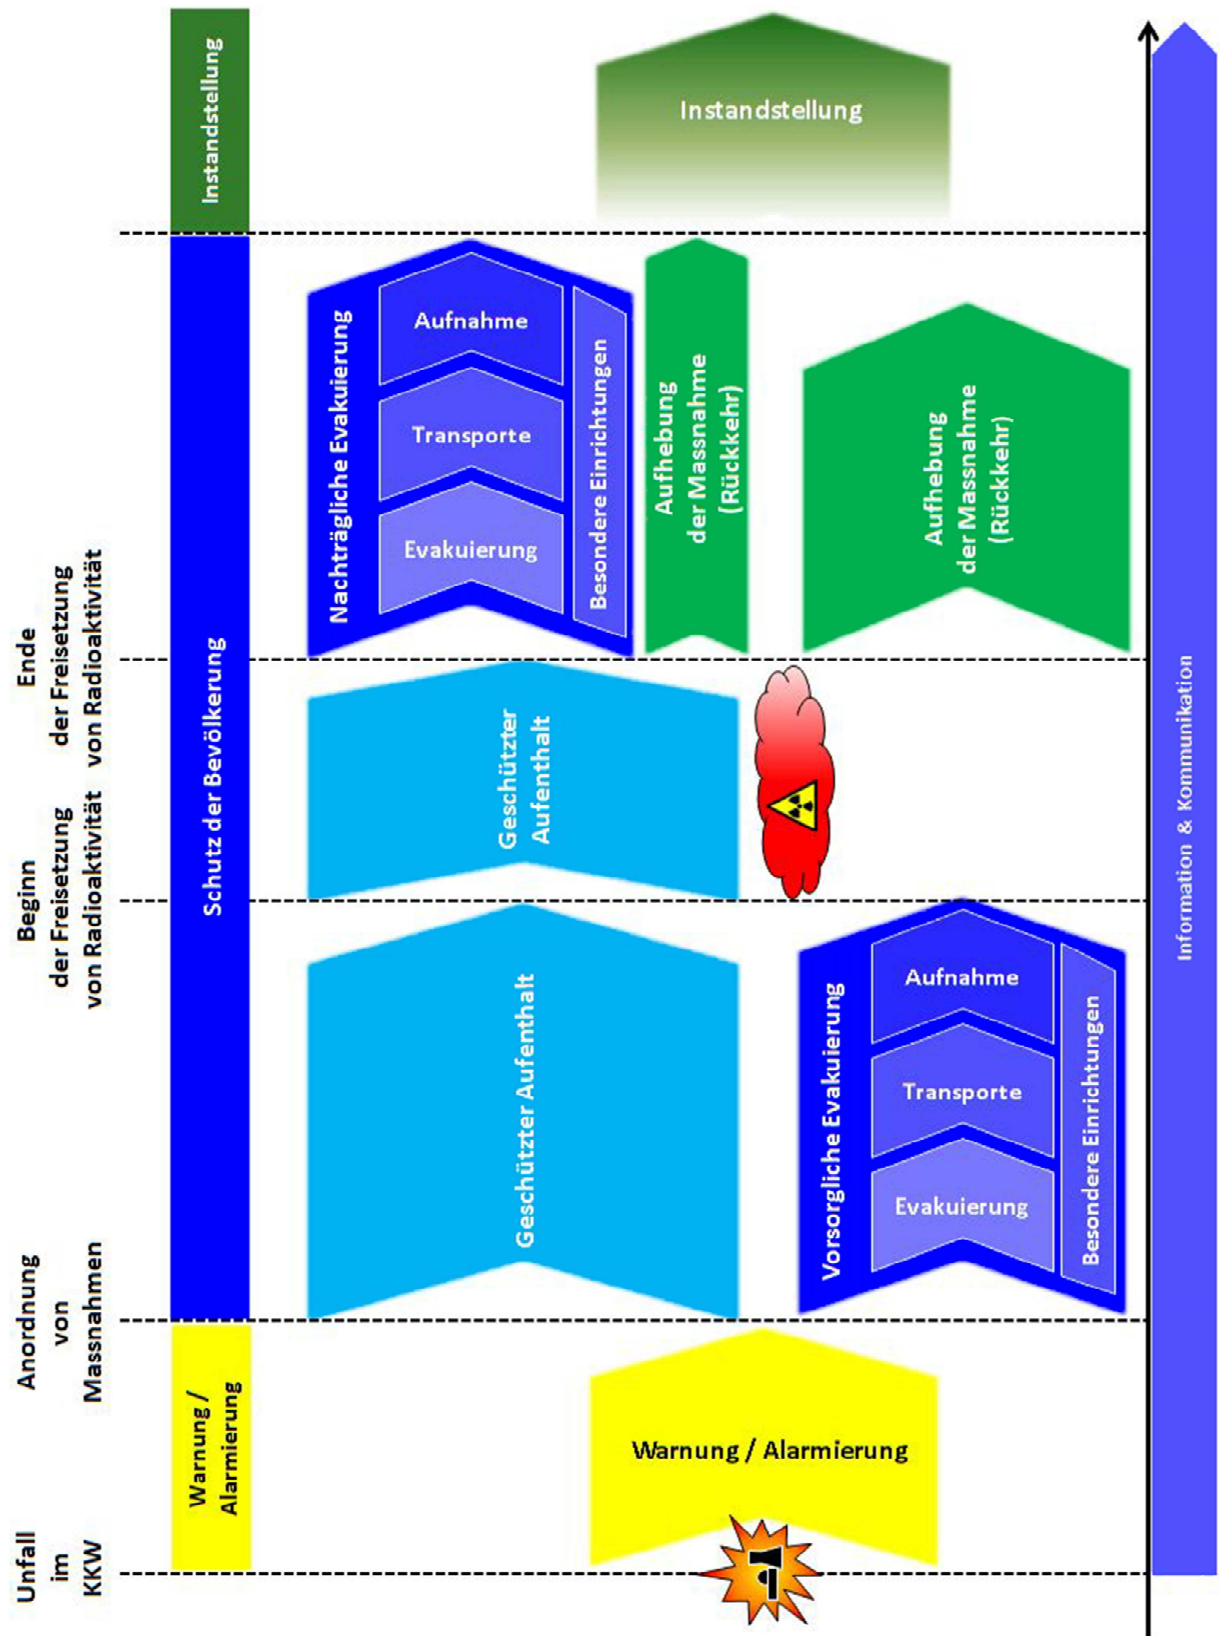 Instandstellung
Instandstellung
Nachträgliche Evakuierung
Aufnahme
Transporte
Evakuierung
Besondere Einrichtungen
Aufhebung
der Massnahme
(Rückkehr)
Aufhebung
der Massnahme
(Rückkehr)
Ende
der Freisetzung
von Radioaktivität
Schutz der Bevölkerung
Geschützter
Aufenthalt
Information & Kommunikation
Beginn
der Freisetzung
von Radioaktivität
Geschützter Aufenthalt
Vorsorgliche Evakuierung
Aufnahme
Transporte
Evakuierung
Besondere Einrichtungen
Anordnung
von
Massnahmen
Warnung /
Alarmierung
Warnung / Alarmierung
Unfall
im
KKW